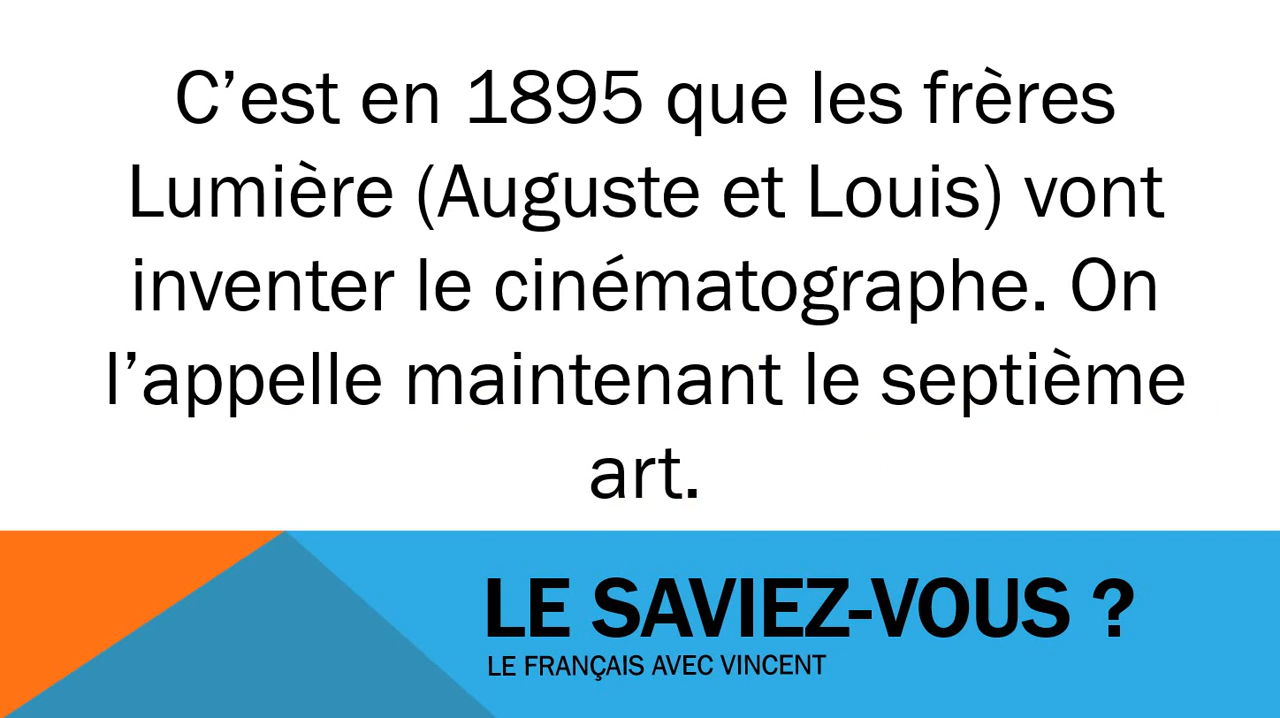 C’est en 1895 que les frères
Lumière (Auguste et Louis) vont
inventer le cinématographe. On
l’appelle maintenant le septième
art.
LE SAVIEZ-VOUS ?
LE FRANÇAIS AVEC VINCENT